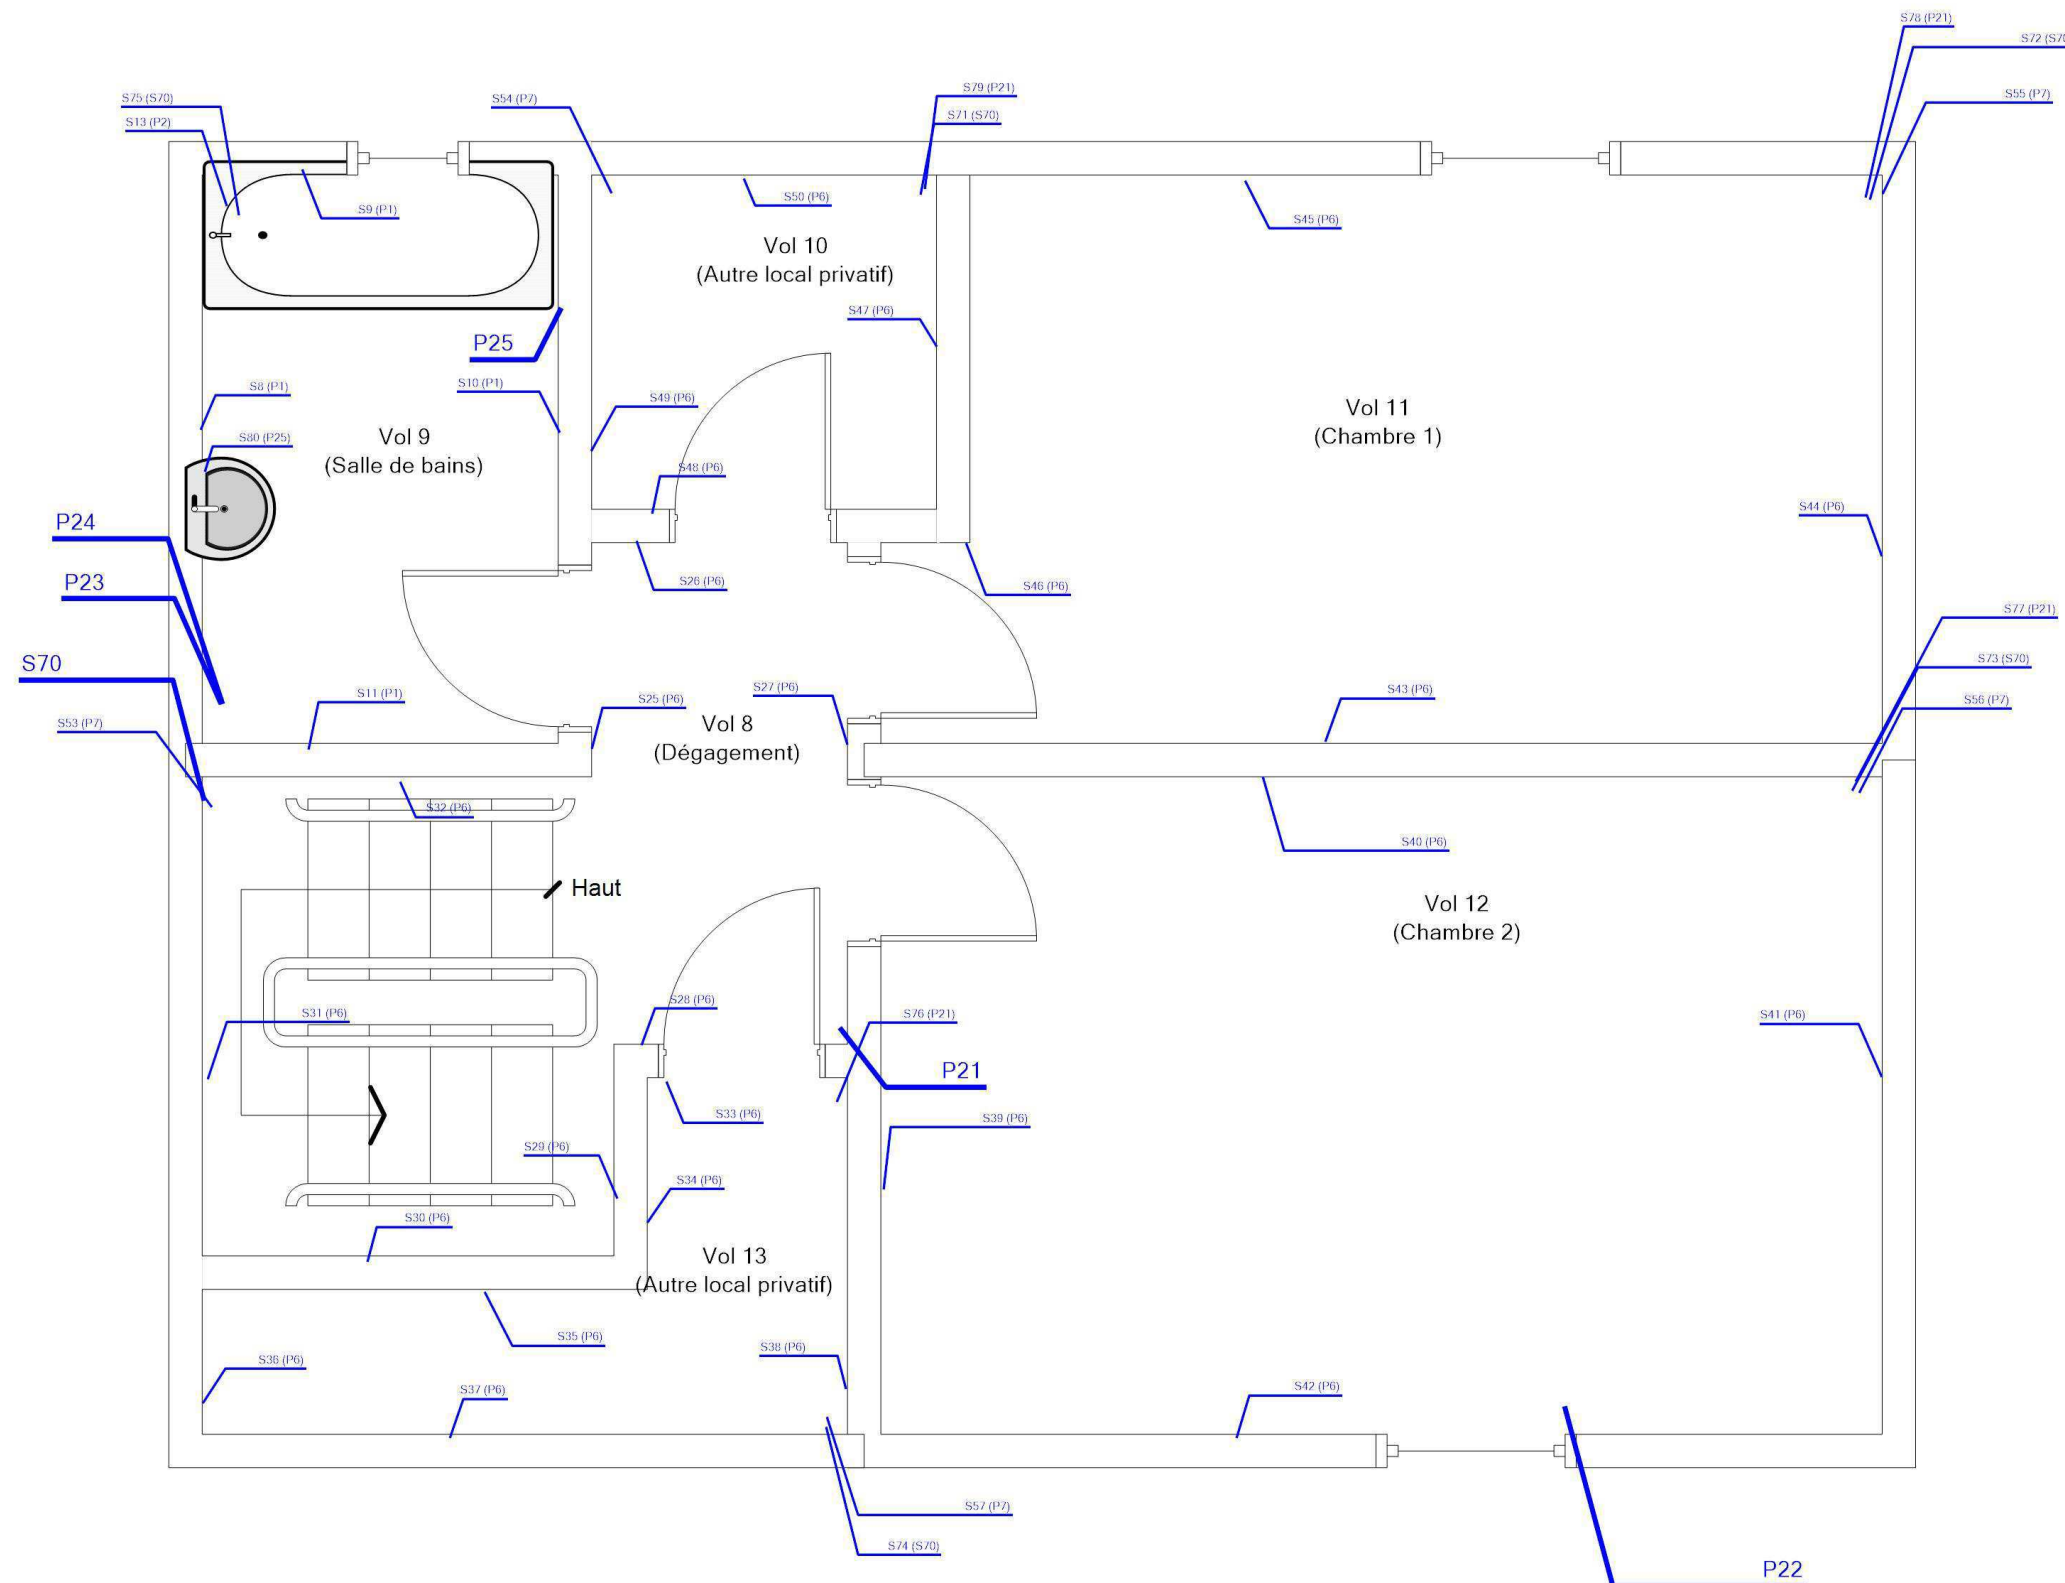 S78 (P21)
S72 (S70
S79 (P21)
S55 (P7)
S75 (S70)
S54 (P7)
S71 (S70)
S13 (P2)
S50 (P6)
S9 (P1)
S45 (P6)
Vol 10
(Autre local privatif)
S47 (P6)
P25
S8 (P1)
S10 (P1)
S49 (P6)
Vol 11
(Chambre 1)
Vol 9
(Salle de bains)
S80 (P25)
S48 (P6)
S44 (P6)
P24
P23
S26 (P6)
S46 (P6)
S77 (P21)
S70
S73 (S70)
S11 (P1)
S25 (P6)
S27 (P6)
S43 (P6)
S56 (P7)
S53 (P7)
Vol 8
(Dégagement)
S32 (P6)
S40 (P6)
Haut
Vol 12
(Chambre 2)
S28 (P6)
S31 (P6)
S76 (P21)
S41 (P6)
P21
S33 (P6)
S39 (P6)
S29 (P6)
S34 (P6)
S30 (P6)
Vol 13
(Autre local privatif)
S35 (P6)
S38 (P6)
S36 (P6)
S37 (P6)
S42 (P6)
S57 (P7)
S74 (S70)
P22